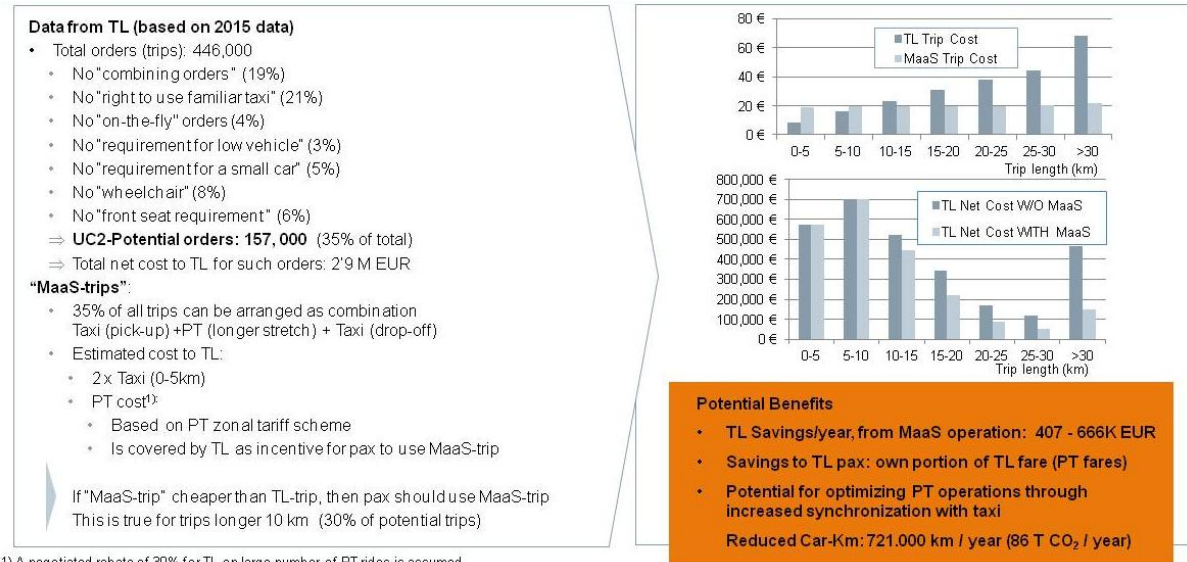 Data from TL (based on 2015 data)
• Total orders (trips): 446,000
• No "combining orders" (19%)
• No "right to use familiar taxi" (21%)
• No "on-the-fly" orders (4%)
• No "requirement for low vehicle" (3%)
• No "requirement for a small car" (5%)
• No "wheelchair" (8%)
• No "front seat requirement" (6%)
⇒ UC2-Potential orders: 157, 000 (35% of total)
⇒ Total net cost to TL for such orders: 2'9 M EUR
“MaaS-trips”:
• 35% of all trips can be arranged as combination
Taxi (pick-up) +PT (longer stretch) + Taxi (drop-off)
• Estimated cost to TL:
• 2 x Taxi (0-5km)
• PT cost1):
• Based on PT zonal tariff scheme
• Is covered by TL as incentive for pax to use MaaS-trip
If "MaaS-trip" cheaper than TL-trip, then pax should use MaaS-trip
This is true for trips longer 10 km (30% of potential trips)
1) A negotiated rebate of 30% for TL on large number of PT rides is assumed
80 €
60 €
40 €
20 €
0 €
TL Trip Cost
MaaS Trip Cost
0-5 5-10 10-15 15-20 20-25 25-30 >30
Trip length (km)
800,000 €
700,000 €
600,000 €
500,000 €
400,000 €
300,000 €
200,000 €
100,000 €
0 €
TL Net Cost W/O MaaS
TL Net Cost WITH MaaS
0-5 5-10 10-15 15-20 20-25 25-30 >30
Trip length (km)
Potential Benefits
• TL Savings/year, from MaaS operation: 407 - 666K EUR
• Savings to TL pax: own portion of TL fare (PT fares)
• Potential for optimizing PT operations through
increased synchronization with taxi
Reduced Car-Km: 721.000 km / year (86 T CO2 / year)